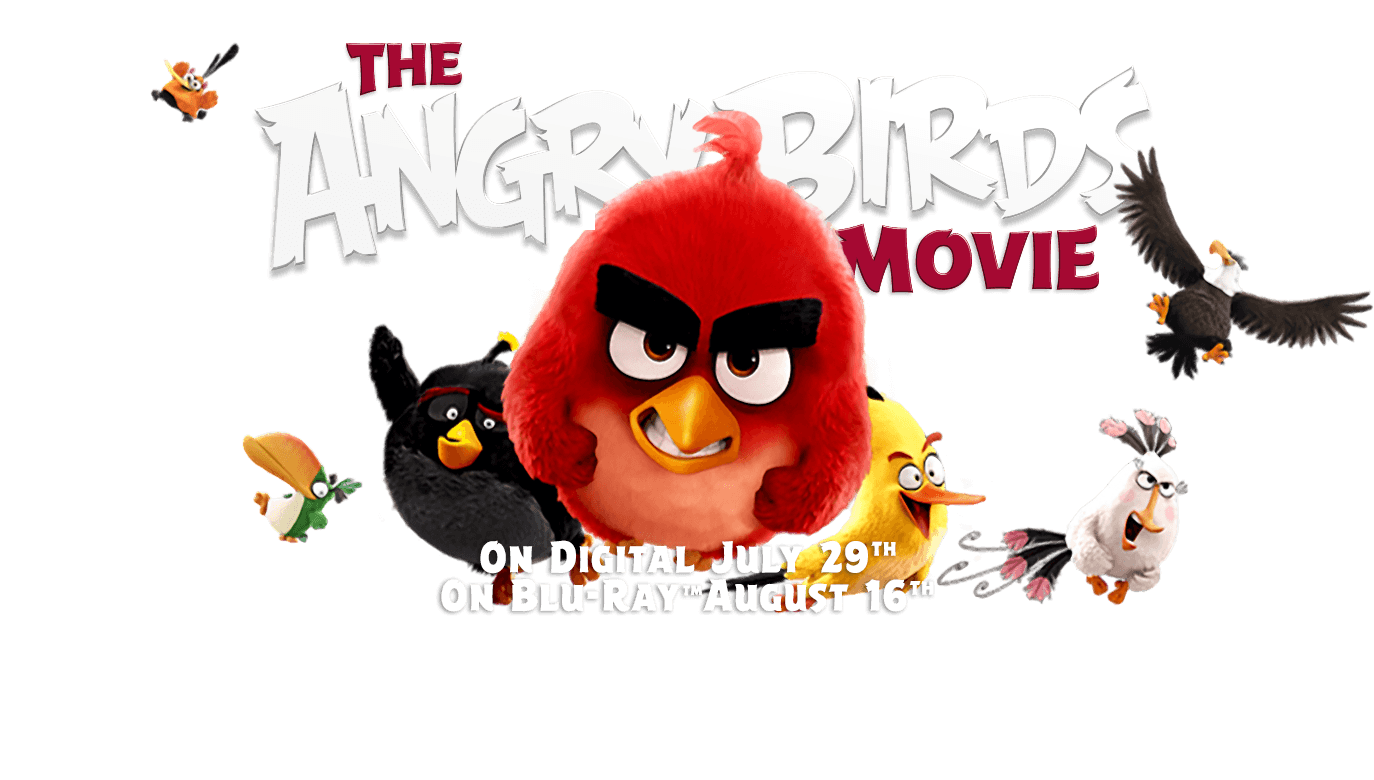 THE
ANGRY BIRDS
MOVIE
ON DIGITAL JULY 29TH
ON BLU-RAY™ AUGUST 16TH